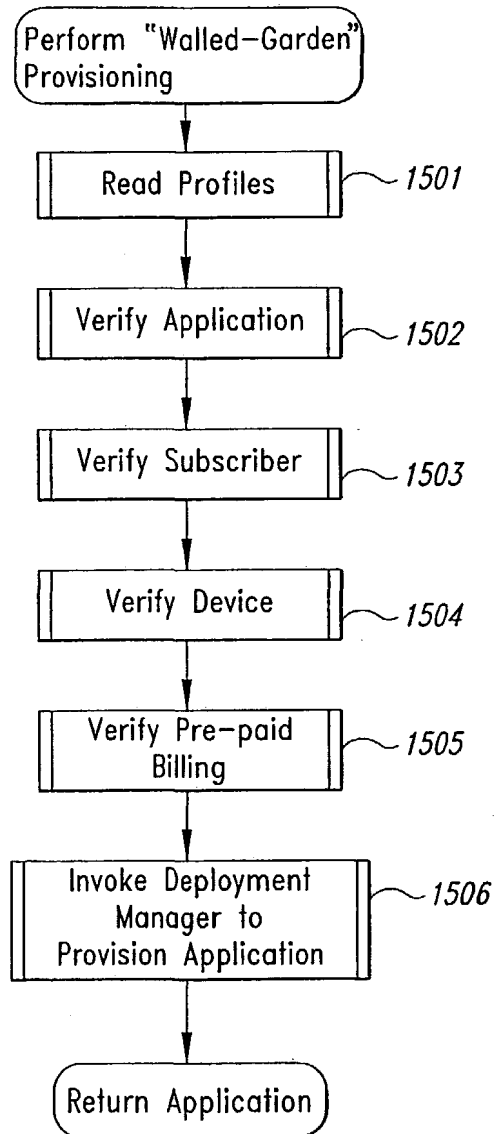 Perform "Walled-Garden"
Provisioning
Read Profiles
1501
Verify Application
1502
Verify Subscriber
1503
Verify Device
1504
Verify Pre-paid
Billing
1505
Invoke Deployment
Manager to
Provision Application
1506
Return Application